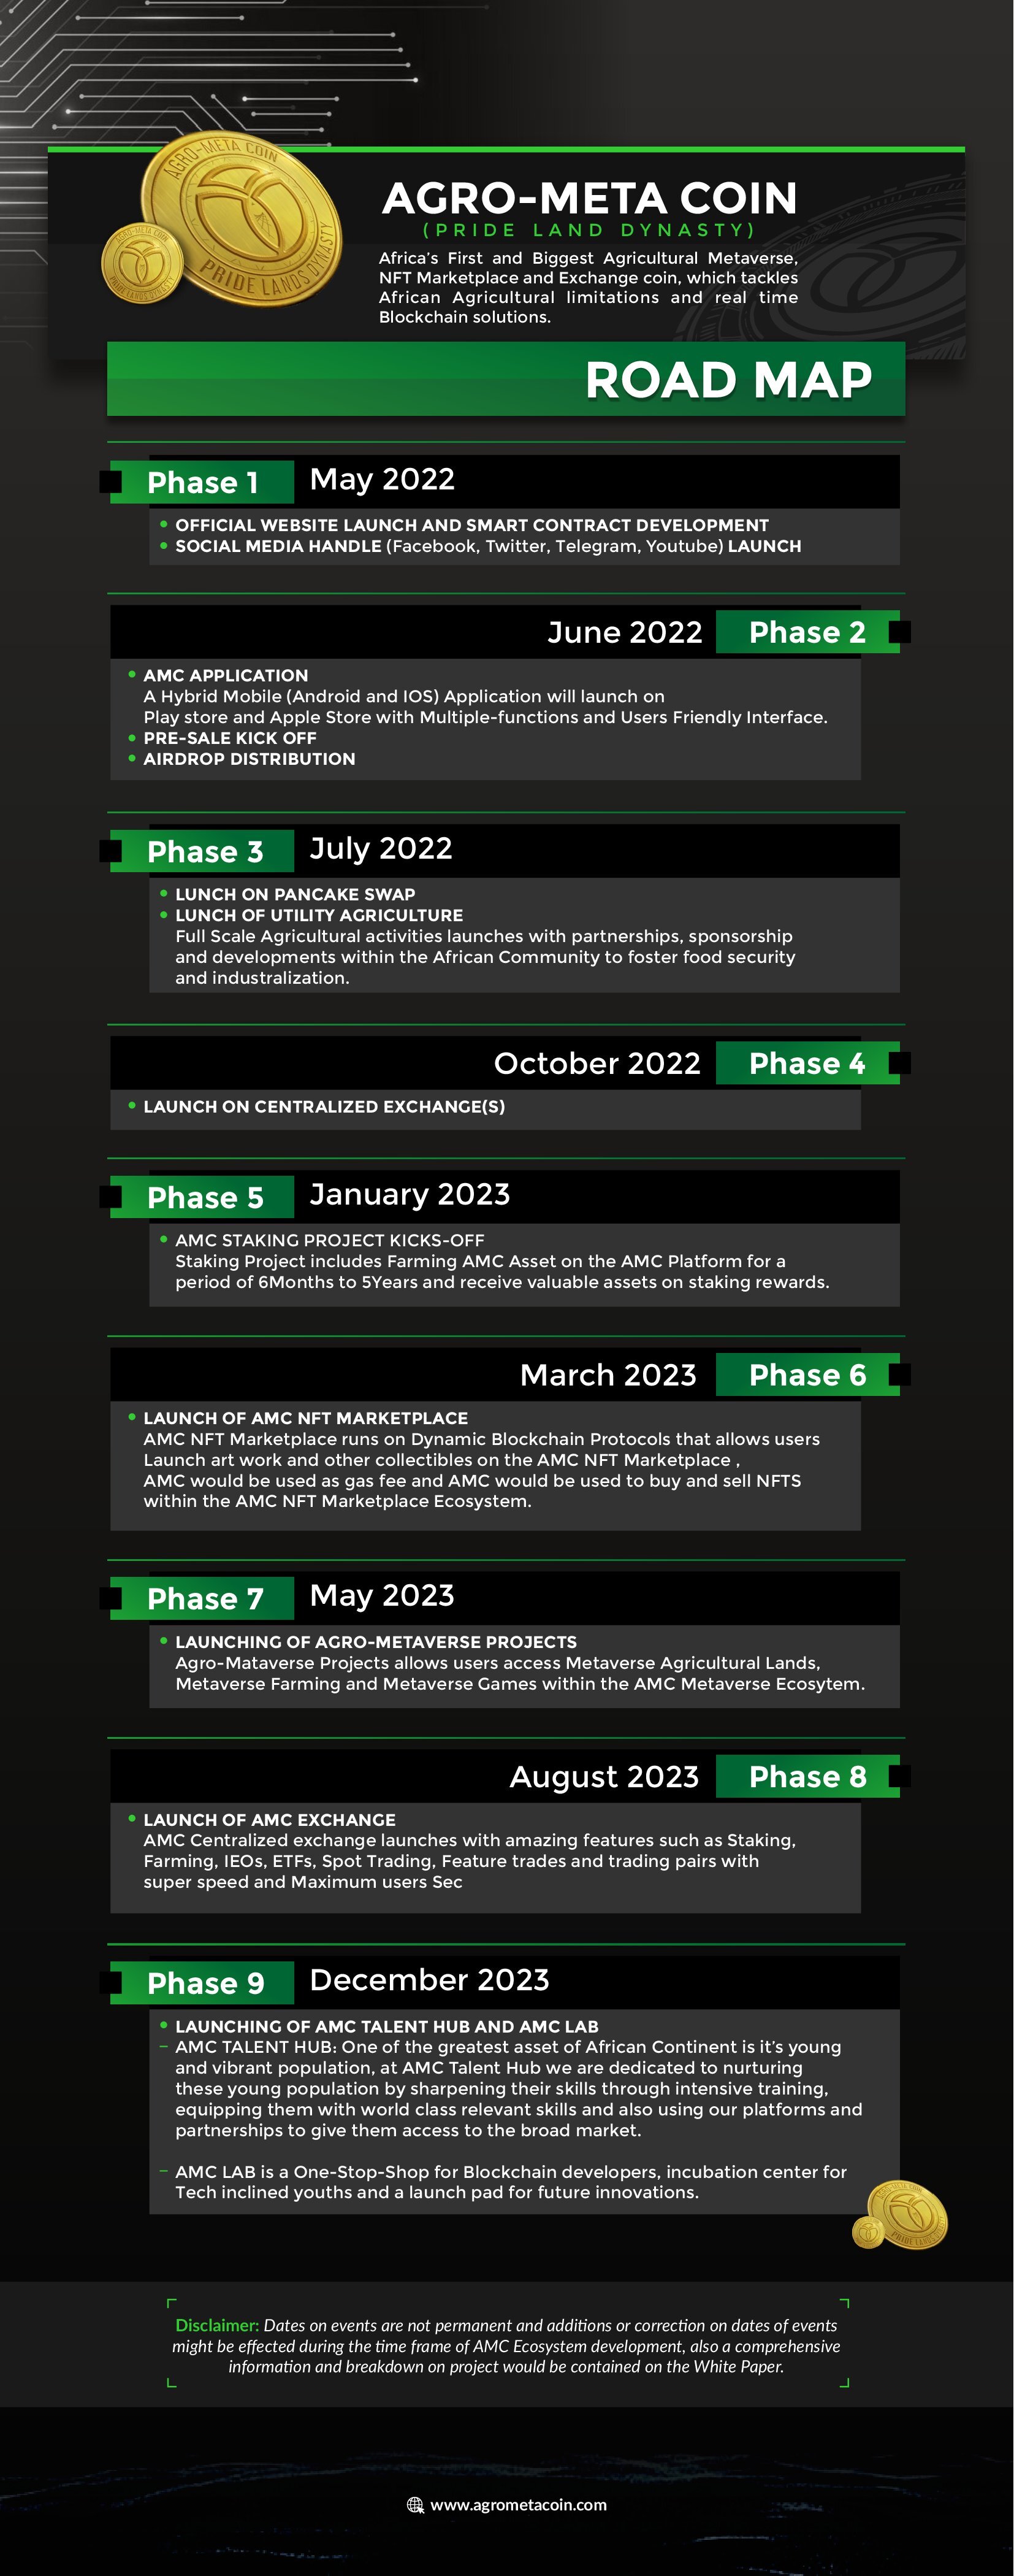 AGRO-META COIN
PRIDE LANDS DYNASTY
AGRO-META COIN
PRIDE LANDS DYNASTY
AGRO-META COIN
(PRIDE LAND DYNASTY)
Africa's First and Biggest Agricultural Metaverse,
NFT Marketplace and Exchange coin, which tackles
African Agricultural limitations and real time
Blockchain solutions.
ROAD MAP
Phase 1 May 2022
• OFFICIAL WEBSITE LAUNCH AND SMART CONTRACT DEVELOPMENT
• SOCIAL MEDIA HANDLE (Facebook, Twitter, Telegram, Youtube) LAUNCH
June 2022 Phase 2
• AMC APPLICATION
A Hybrid Mobile (Android and IOS) Application will launch on
Play store and Apple Store with Multiple-functions and Users Friendly Interface.
• PRE-SALE KICK OFF
• AIRDROP DISTRIBUTION
Phase 3 July 2022
• LUNCH ON PANCAKE SWAP
• LUNCH OF UTILITY AGRICULTURE
Full Scale Agricultural activities launches with partnerships, sponsorship
and developments within the African Community to foster food security
and industralization.
October 2022 Phase 4
• LAUNCH ON CENTRALIZED EXCHANGE(S)
Phase 5 January 2023
• AMC STAKING PROJECT KICKS-OFF
Staking Project includes Farming AMC Asset on the AMC Platform for a
period of 6Months to 5Years and receive valuable assets on staking rewards.
March 2023 Phase 6
• LAUNCH OF AMC NFT MARKETPLACE
AMC NFT Marketplace runs on Dynamic Blockchain Protocols that allows users
Launch art work and other collectibles on the AMC NFT Marketplace ,
AMC would be used as gas fee and AMC would be used to buy and sell NFTS
within the AMC NFT Marketplace Ecosystem.
Phase 7 May 2023
• LAUNCHING OF AGRO-METAVERSE PROJECTS
Agro-Mataverse Projects allows users access Metaverse Agricultural Lands,
Metaverse Farming and Metaverse Games within the AMC Metaverse Ecosytem.
August 2023 Phase 8
• LAUNCH OF AMC EXCHANGE
AMC Centralized exchange launches with amazing features such as Staking,
Farming, IEOs, ETFs, Spot Trading, Feature trades and trading pairs with
super speed and Maximum users Sec
Phase 9 December 2023
• LAUNCHING OF AMC TALENT HUB AND AMC LAB
– AMC TALENT HUB: One of the greatest asset of African Continent is it's young
and vibrant population, at AMC Talent Hub we are dedicated to nurturing
these young population by sharpening their skills through intensive training,
equipping them with world class relevant skills and also using our platforms and
partnerships to give them access to the broad market.
– AMC LAB is a One-Stop-Shop for Blockchain developers, incubation center for
Tech inclined youths and a launch pad for future innovations.
Disclaimer: Dates on events are not permanent and additions or correction on dates of events
might be effected during the time frame of AMC Ecosystem development, also a comprehensive
information and breakdown on project would be contained on the White Paper.
www.agrometacoin.com